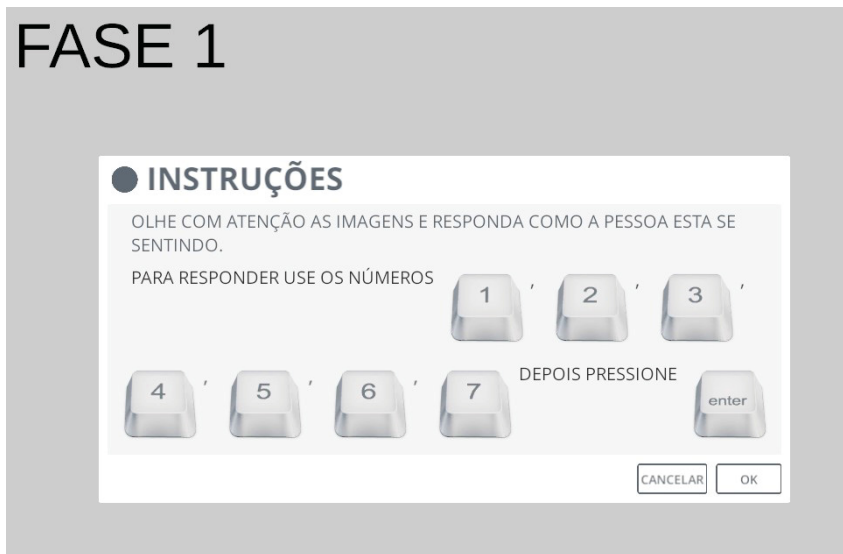 FASE 1
INSTRUÇÕES
OLHE COM ATENÇÃO AS IMAGENS E RESPONDA COMO A PESSOA ESTA SE
SENTINDO.
PARA RESPONDER USE OS NÚMEROS 1 , 2 , 3 ,
4 , 5 , 6 , 7 DEPOIS PRESSIONE enter
CANCELAR OK